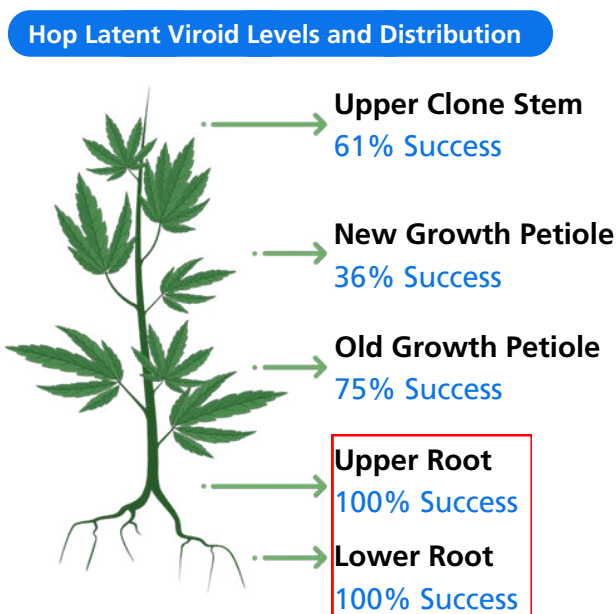 Hop Latent Viroid Levels and Distribution
Upper Clone Stem
61% Success
New Growth Petiole
36% Success
Old Growth Petiole
75% Success
Upper Root
100% Success
Lower Root
100% Success